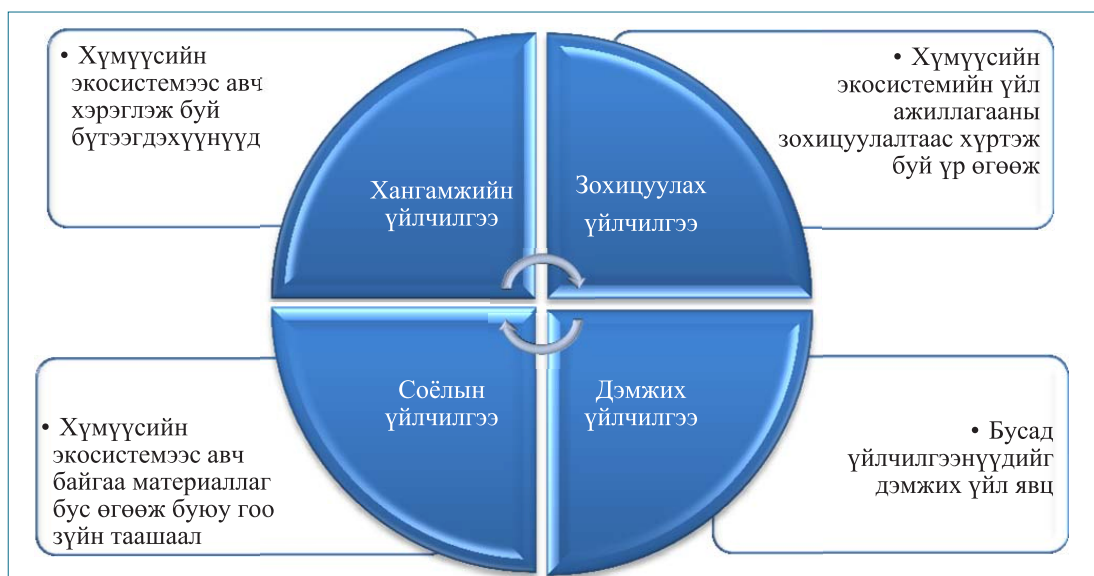 • Хүмүүсийн
экосистемээс авч
хэрэглэж буй
бүтээгдэхүүнүүд
• Хүмүүсийн
экосистемийн үйл
ажиллагааны
зохицуулалтаас хүртэж
буй үр өгөөж
Хангамжийн
үйлчилгээ
Зохицуулах
үйлчилгээ
Соёлын
үйлчилгээ
Дэмжих
үйлчилгээ
• Хүмүүсийн
экосистемээс авч
байгаа материаллаг
бус өгөөж буюу гоо
зүйн таашаал
• Бусад
үйлчилгээнүүдийг
дэмжих үйл явц